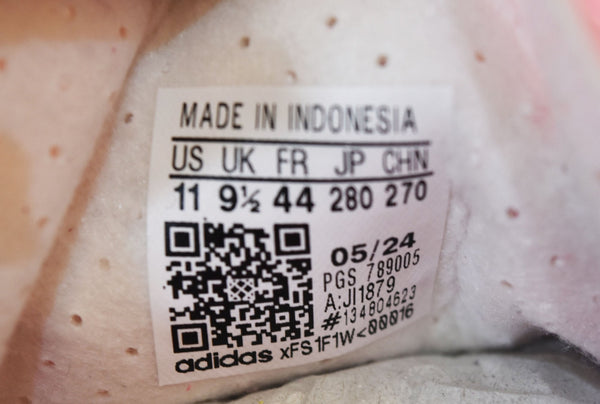 MADE IN INDONESIA
US UK FR JP CHN
11 9½ 44 280 270
05/24
PGS 789005
A:JI1879
#134804623
adidas xFS1F1W<00016